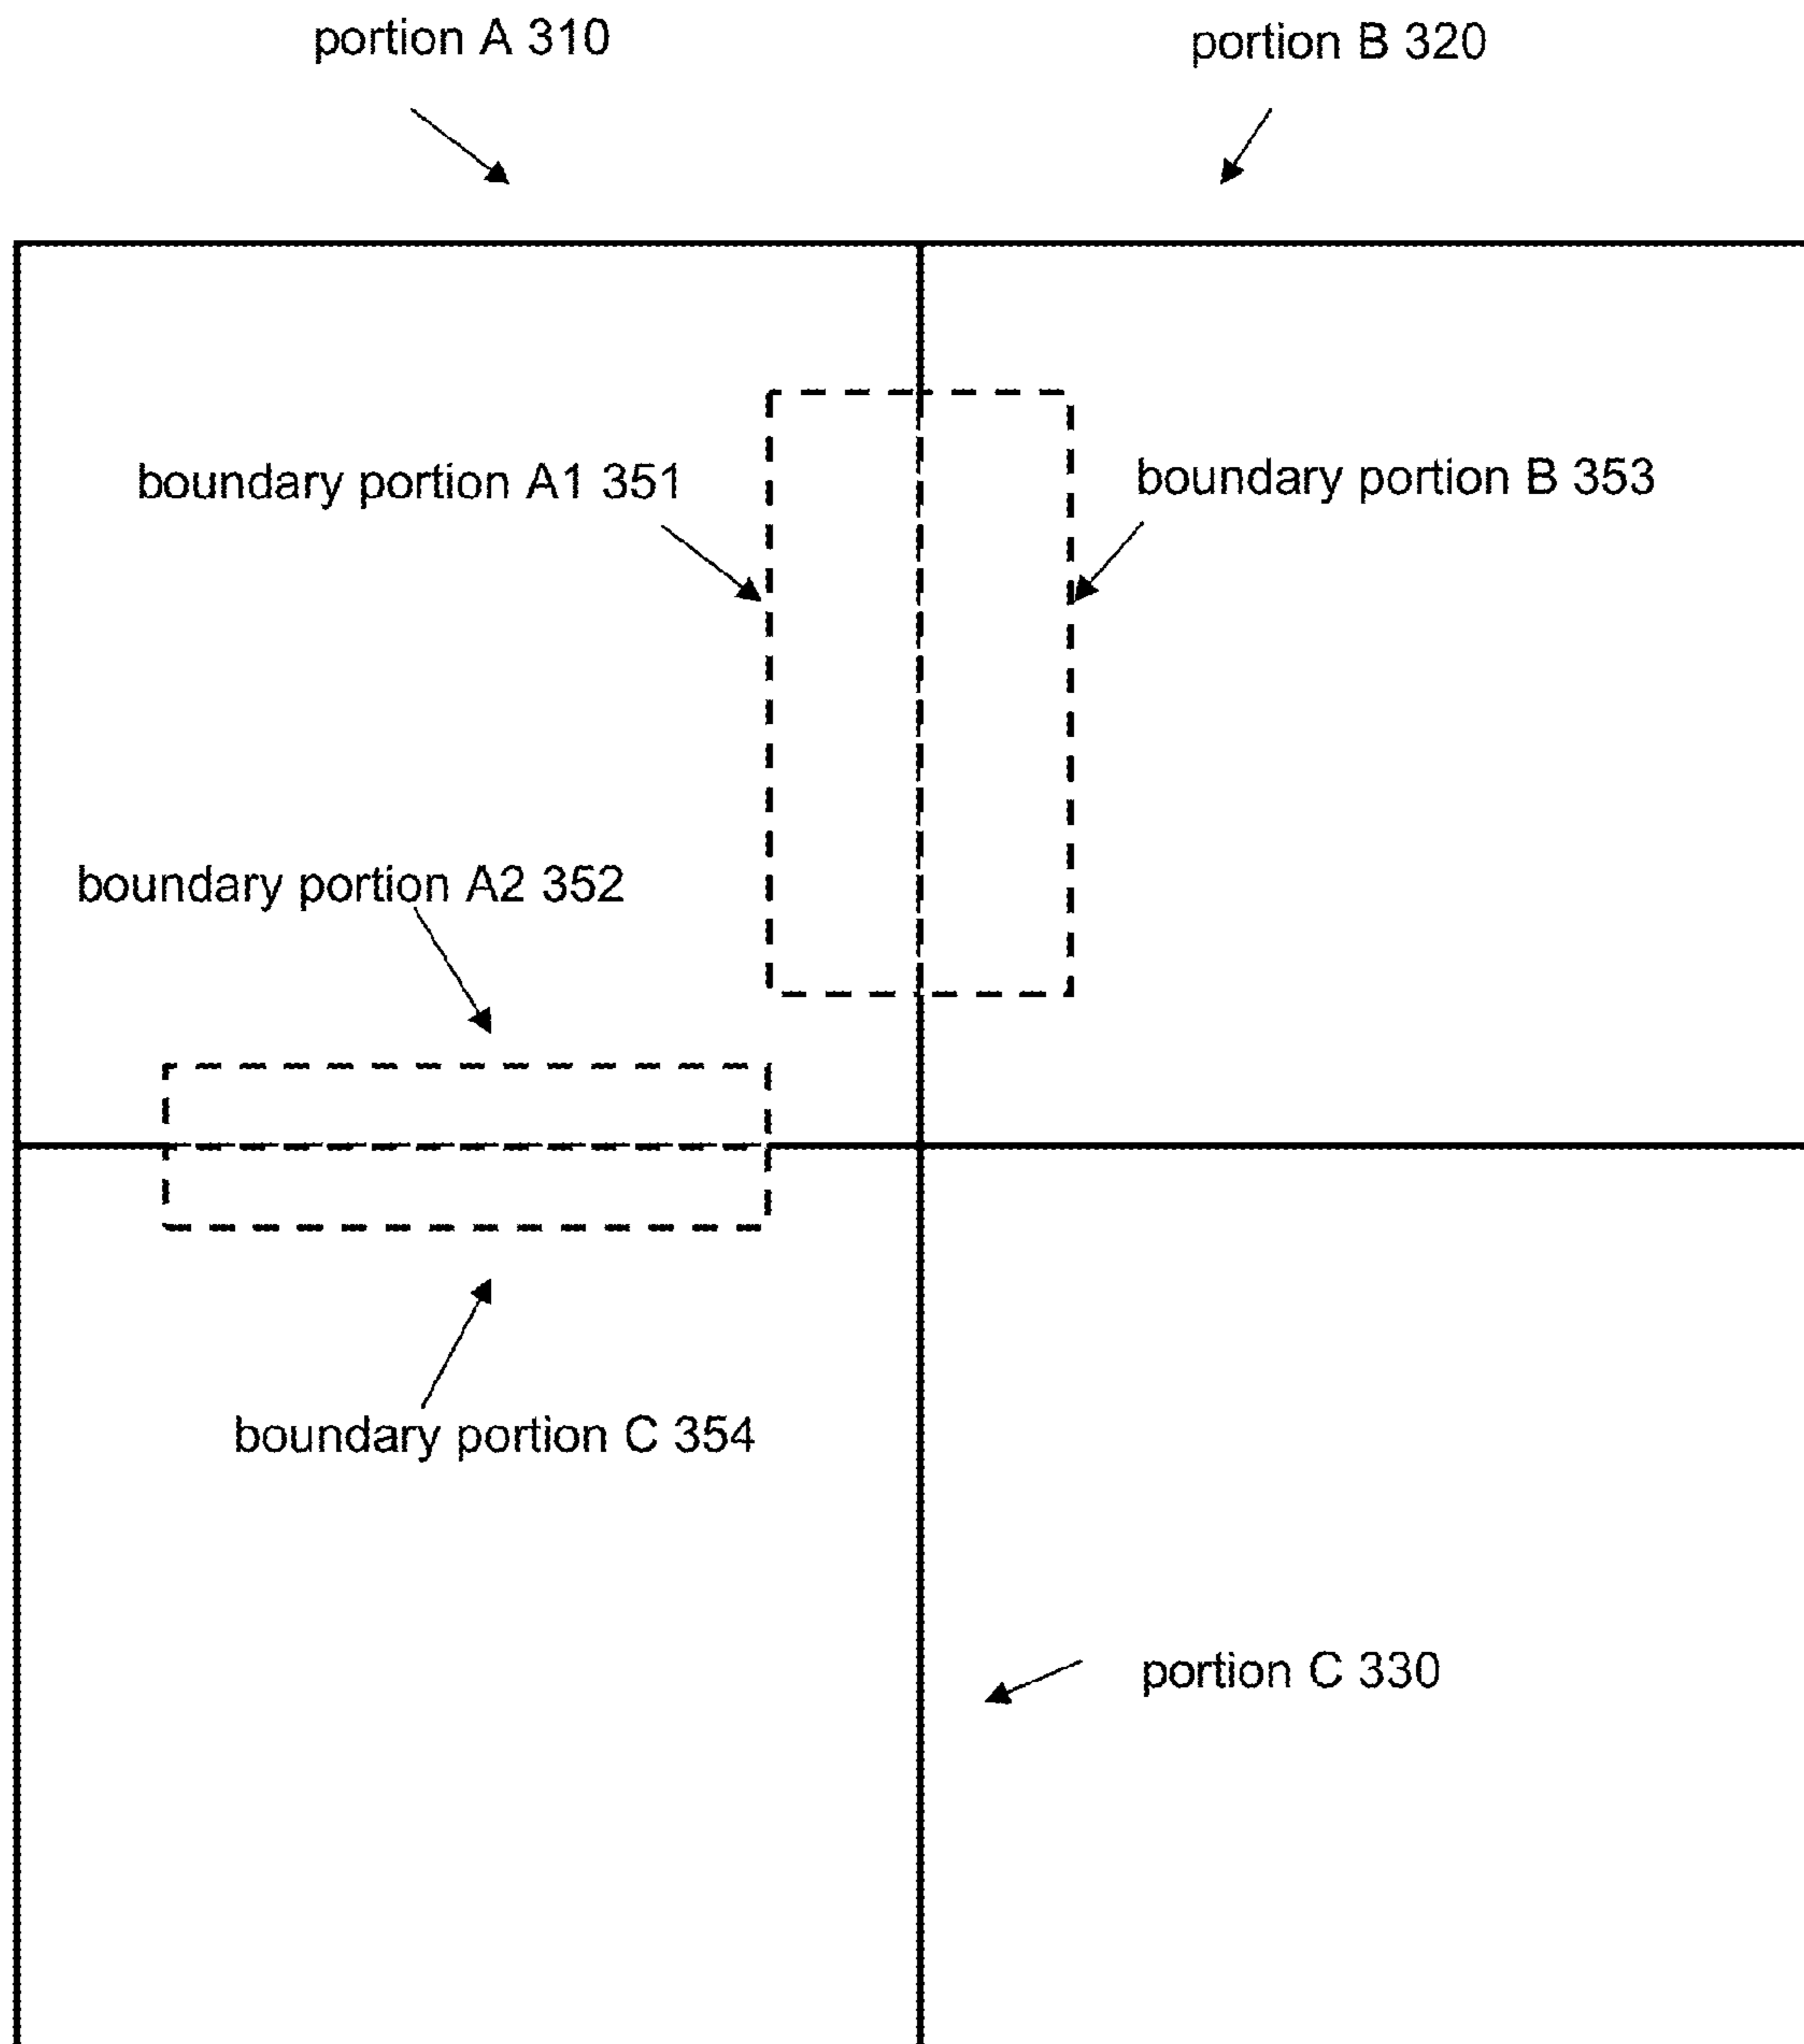 portion A 310
portion B 320
boundary portion A1 351
boundary portion B 353
boundary portion A2 352
boundary portion C 354
portion C 330